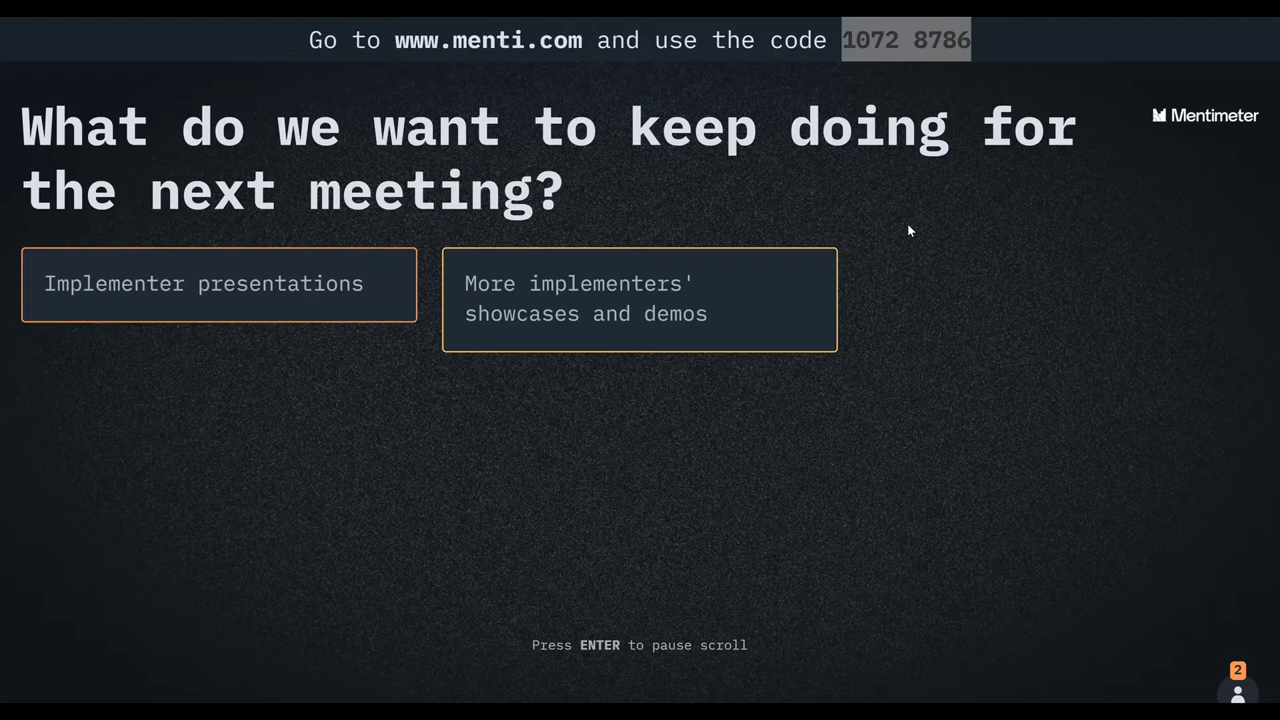 Go to www.menti.com and use the code 1072 8786
What do we want to keep doing for
the next meeting?
Mentimeter
Implementer presentations
More implementers'
showcases and demos
Press ENTER to pause scroll
2